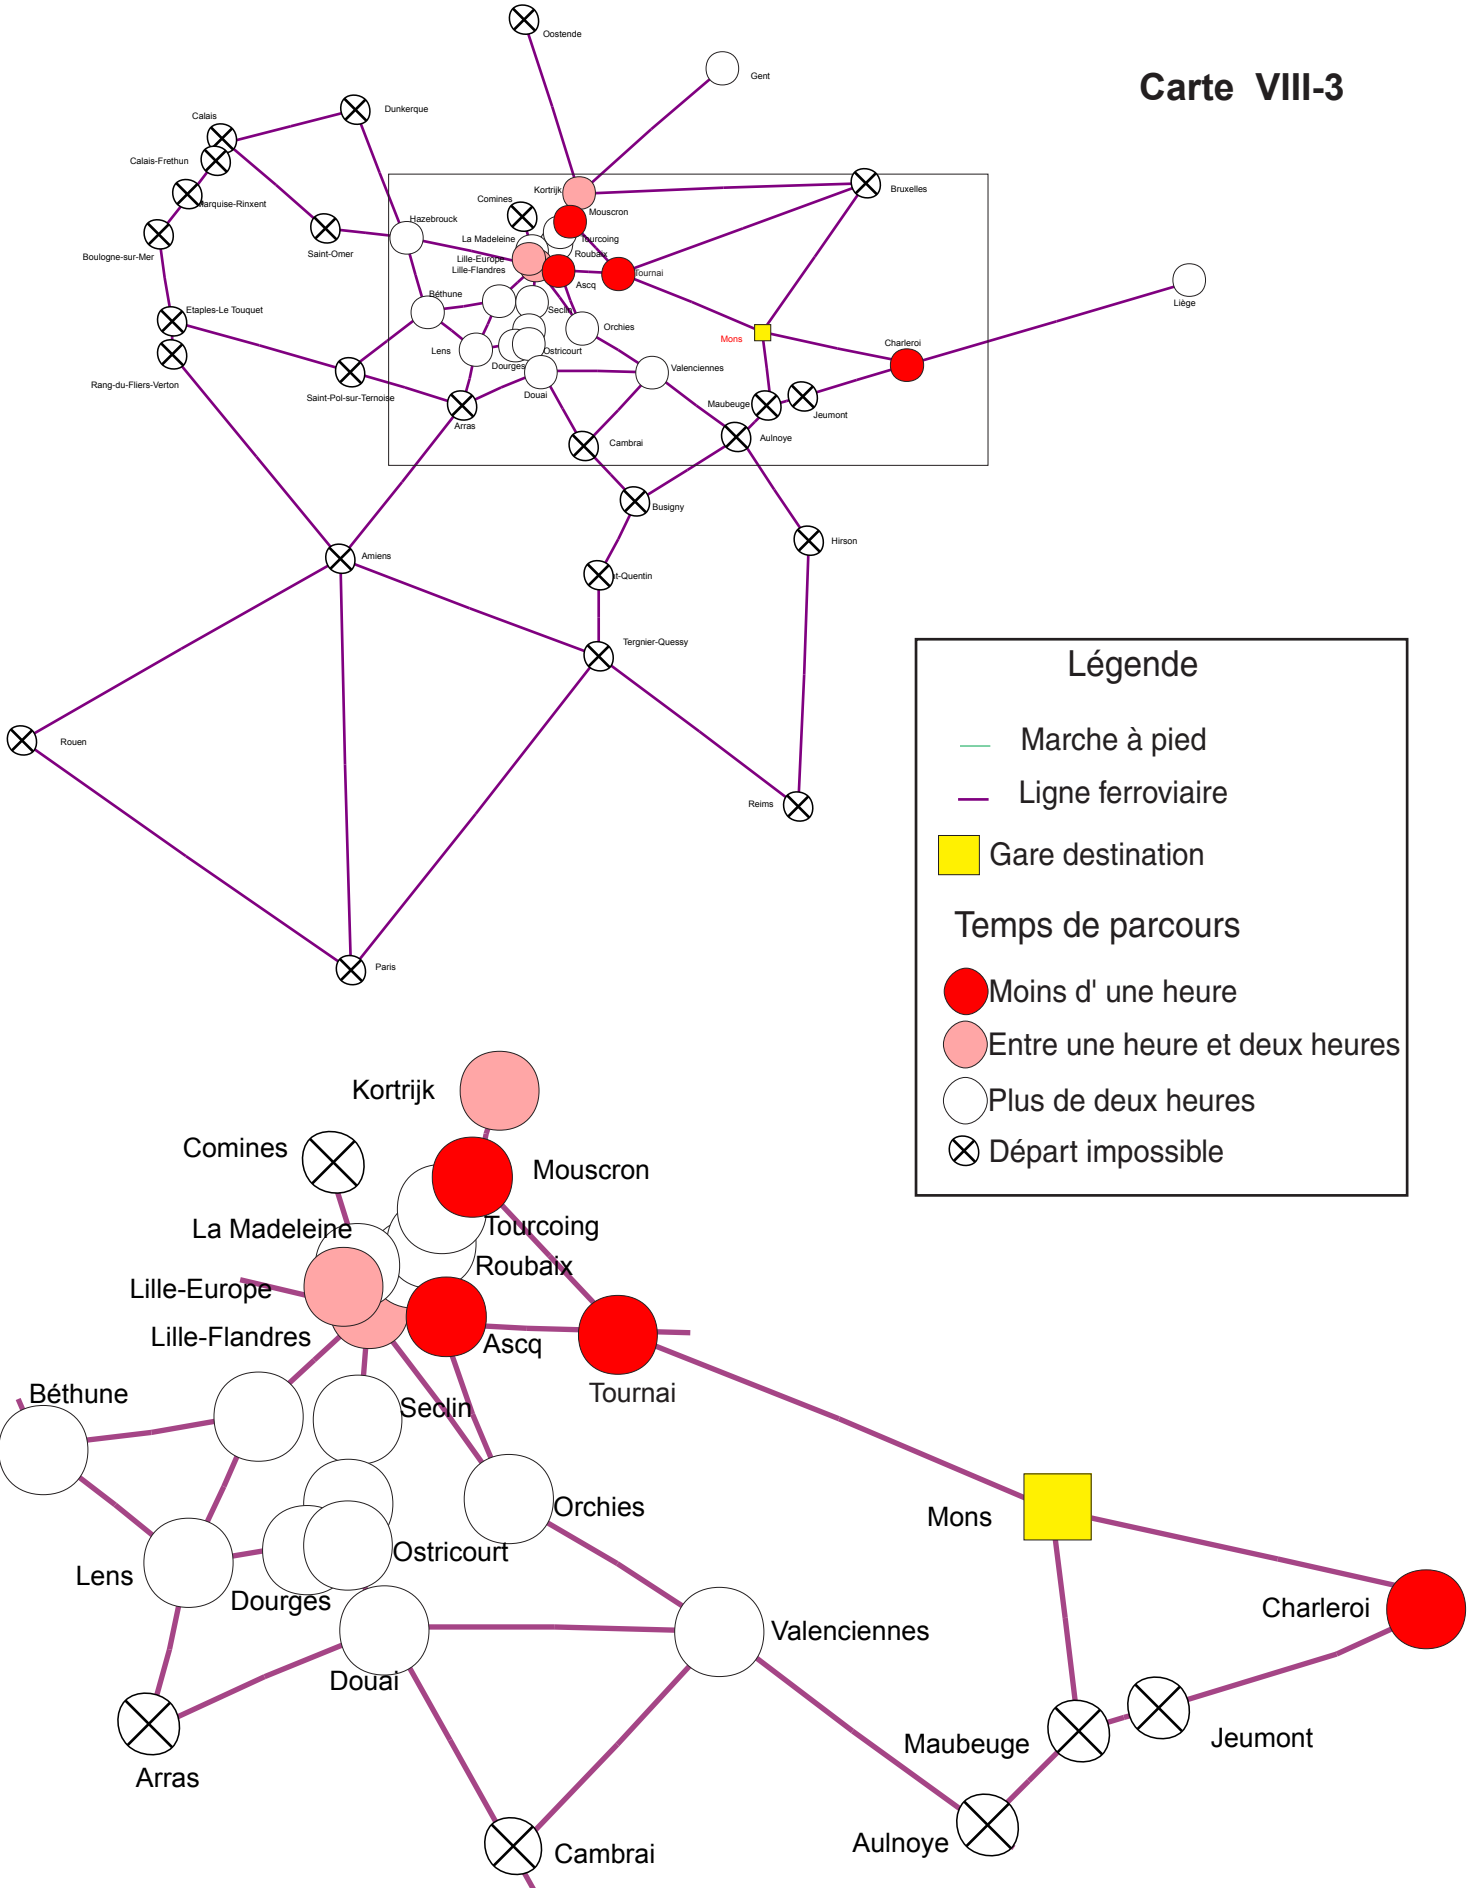 Carte VIII-3
Oostende
Gent
Dunkerque
Calais
Calais-Frethun
Marquise-Rinxent
Boulogne-sur-Mer
Saint-Omer
Hazebrouck
Comines
Kortrijk
Bruxelles
Mouscron
Tourcoing
La Madeleine
Roubaix
Lille-Europe
Lille-Flandres
Ascq
Tournai
Liège
Etaples-Le Touquet
Béthune
Seclin
Orchies
Mons
Charleroi
Lens
Ostricourt
Dourges
Valenciennes
Rang-du-Fliers-Verton
Saint-Pol-sur-Ternoise
Douai
Maubeuge
Jeumont
Arras
Cambrai
Aulnoye
Busigny
Hirson
Amiens
t-Quentin
Tergnier-Quessy
Rouen
Reims
Paris
Légende
Marche à pied
Ligne ferroviaire
Gare destination
Temps de parcours
Moins d' une heure
Entre une heure et deux heures
Plus de deux heures
Départ impossible
Kortrijk
Comines
Mouscron
La Madeleine
Tourcoing
Roubaix
Lille-Europe
Lille-Flandres
Ascq
Tournai
Béthune
Seclin
Orchies
Mons
Ostricourt
Lens
Dourges
Charleroi
Valenciennes
Douai
Maubeuge
Jeumont
Arras
Aulnoye
Cambrai